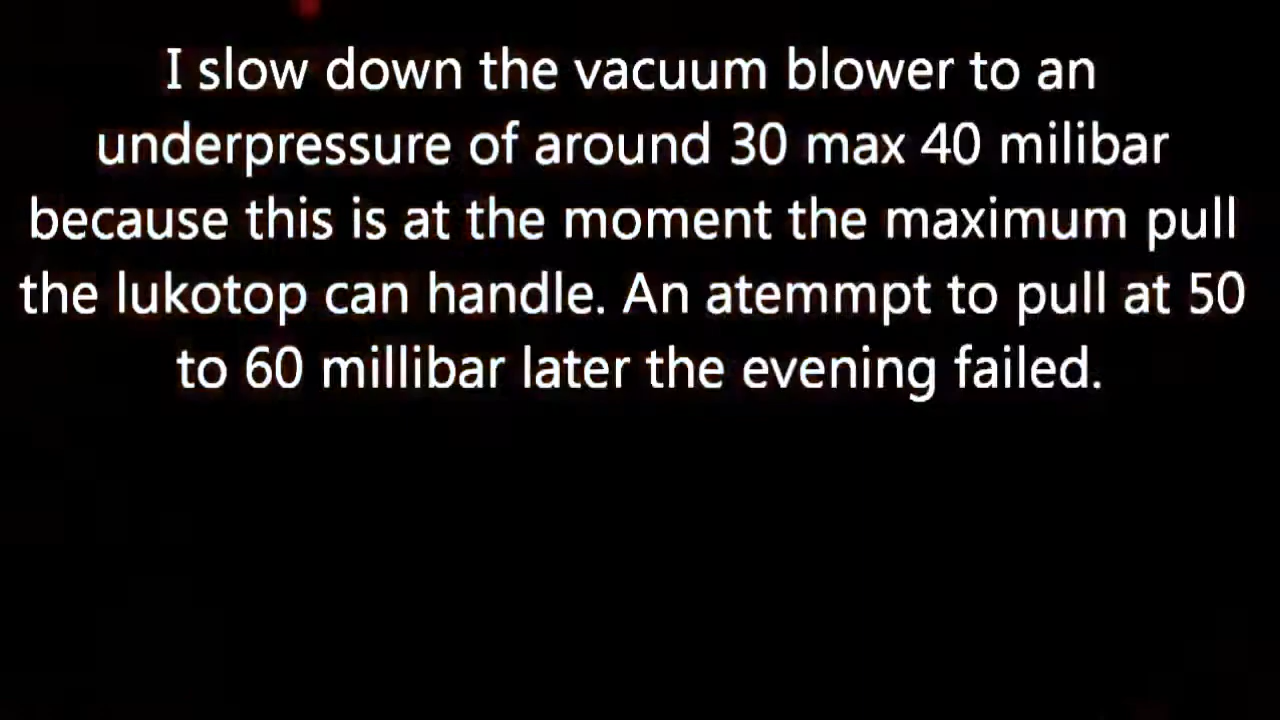 I slow down the vacuum blower to an
underpressure of around 30 max 40 milibar
because this is at the moment the maximum pull
the lukotop can handle. An atemmpt to pull at 50
to 60 millibar later the evening failed.